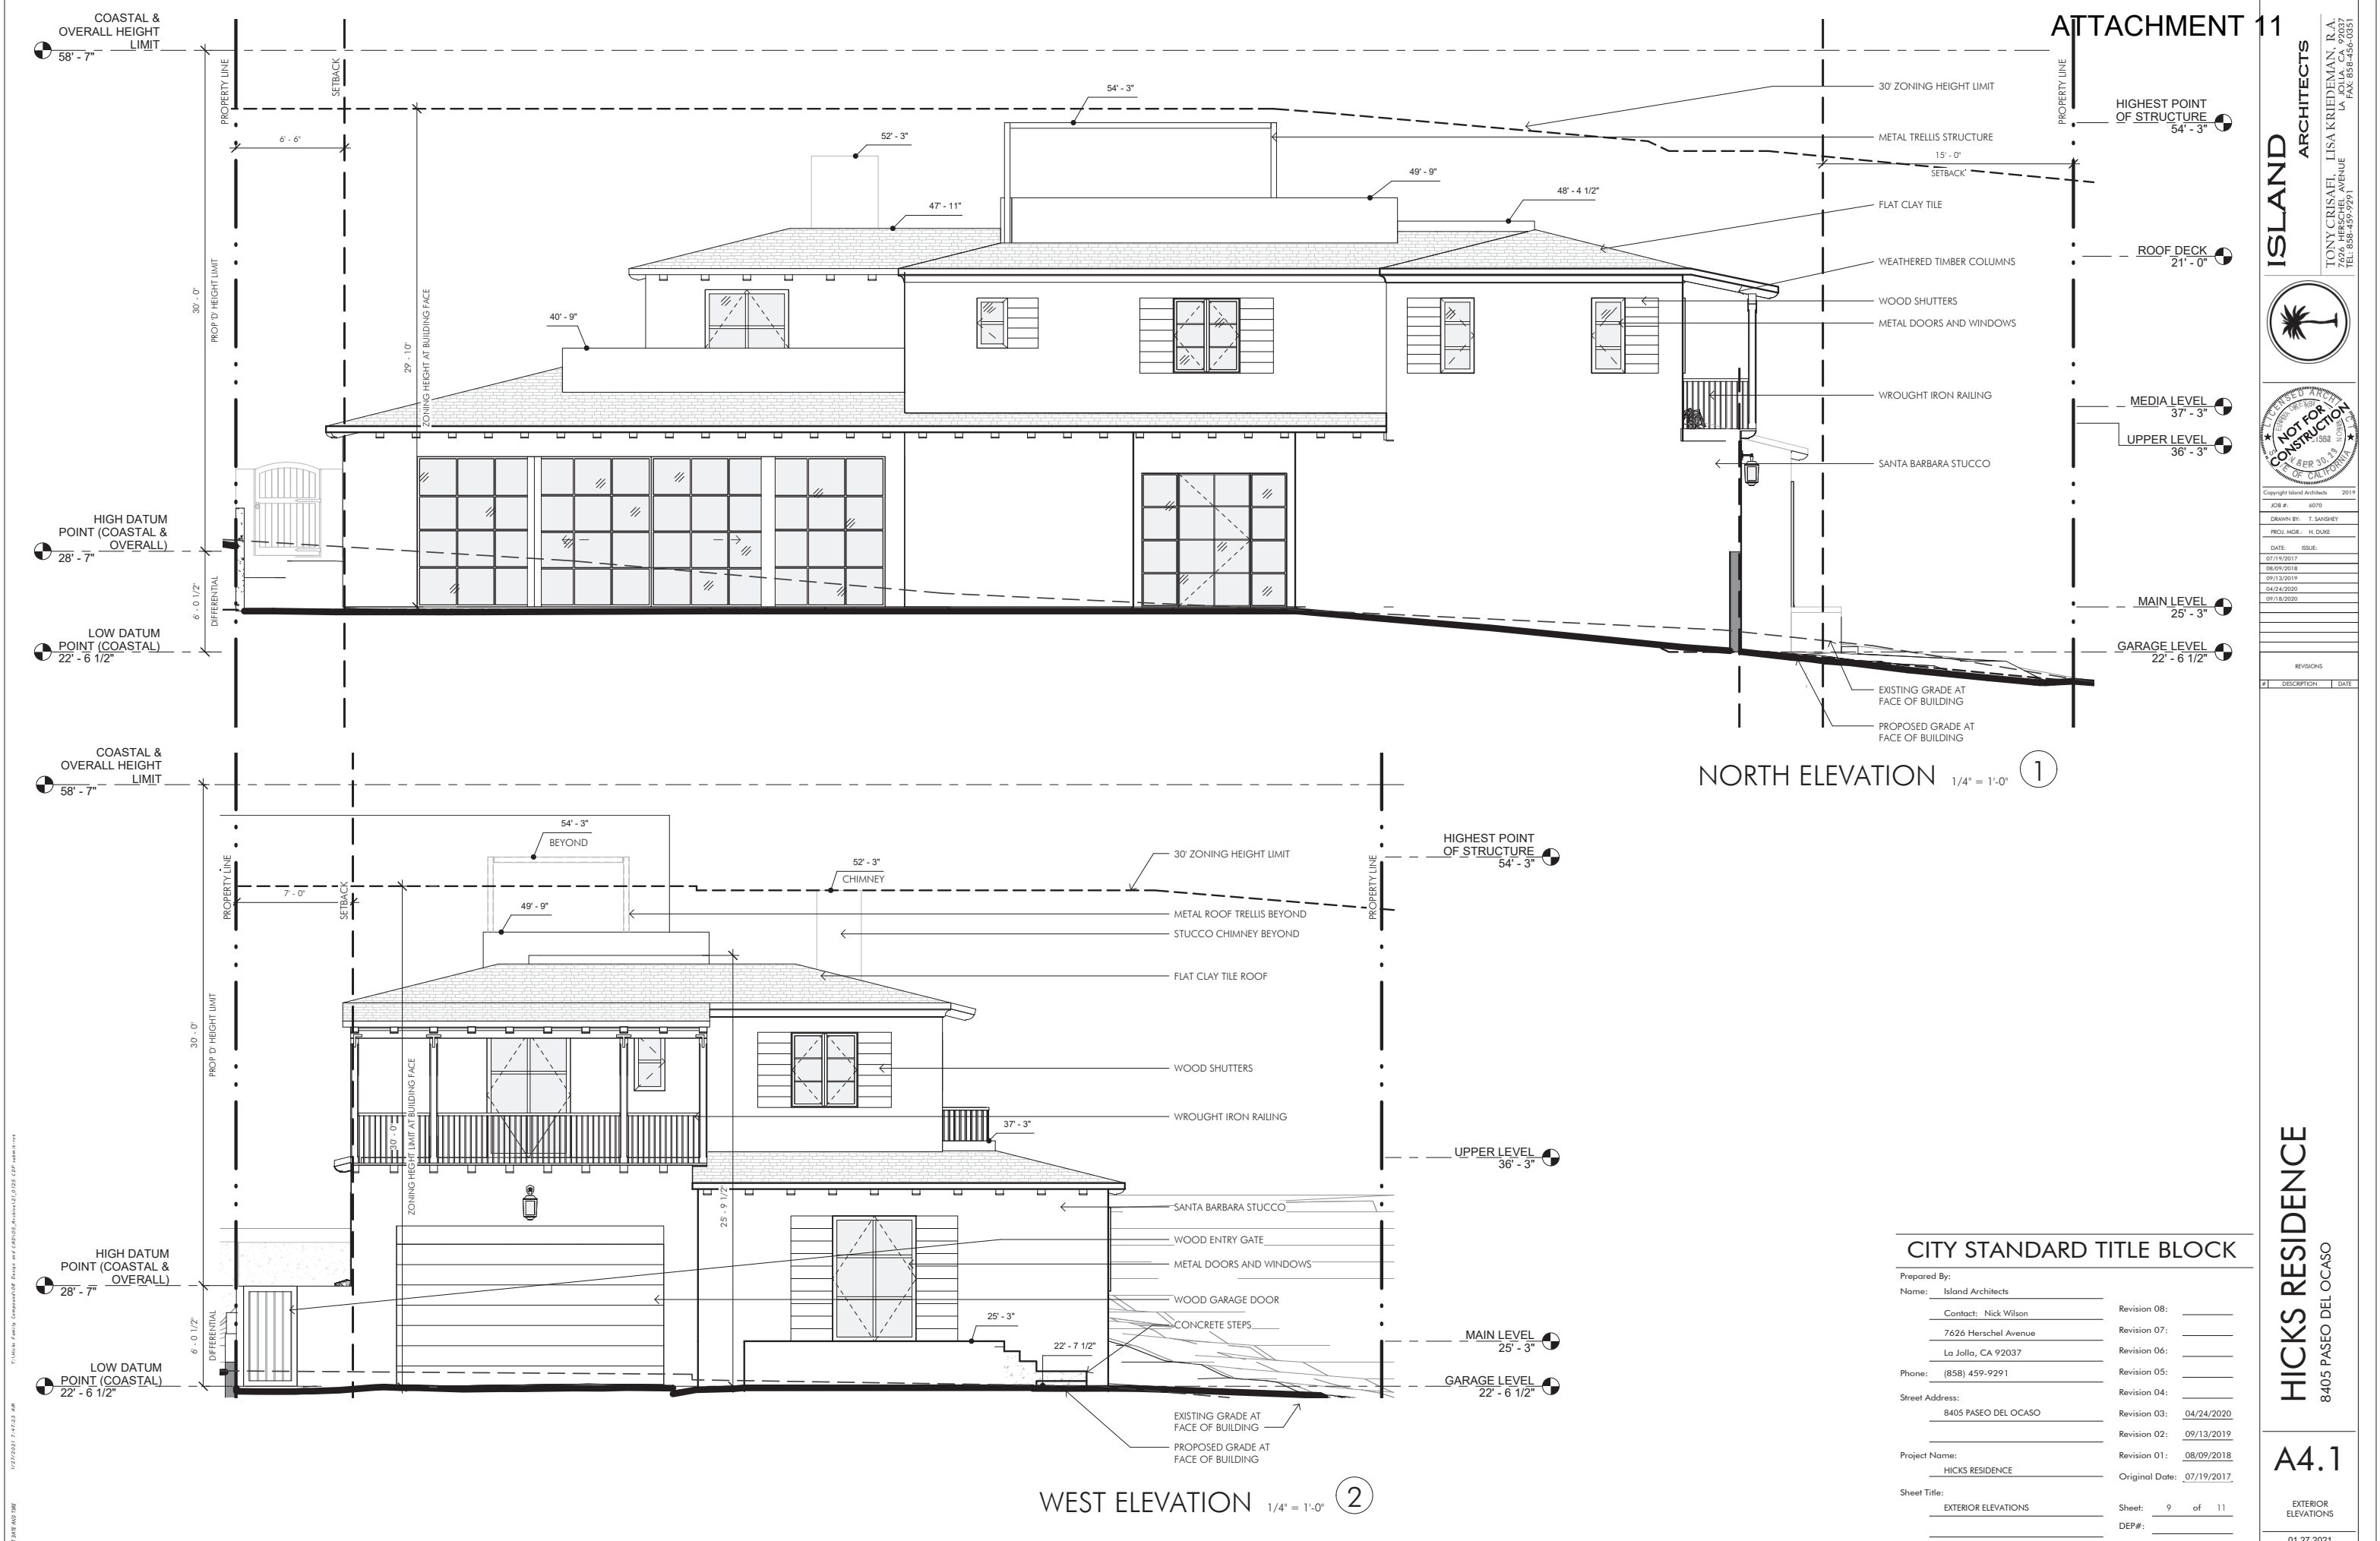 ATTACHMENT 11
COASTAL &
OVERALL HEIGHT
LIMIT
58' - 7"
PROPERTY LINE
SETBACK
6' - 6"
30' - 0"
PROP 'D' HEIGHT LIMIT
29' - 10"
ZONING HEIGHT AT BUILDING FACE
HIGH DATUM
POINT (COASTAL &
OVERALL)
28' - 7"
6' - 0 1/2"
DIFFERENTIAL
LOW DATUM
POINT (COASTAL)
22' - 6 1/2"
40' - 9"
47' - 11"
52' - 3"
54' - 3"
49' - 9"
48' - 4 1/2"
30' ZONING HEIGHT LIMIT
METAL TRELLIS STRUCTURE
15' - 0"
SETBACK
FLAT CLAY TILE
WEATHERED TIMBER COLUMNS
WOOD SHUTTERS
METAL DOORS AND WINDOWS
WROUGHT IRON RAILING
SANTA BARBARA STUCCO
EXISTING GRADE AT
FACE OF BUILDING
PROPOSED GRADE AT
FACE OF BUILDING
PROPERTY LINE
HIGHEST POINT
OF STRUCTURE
54' - 3"
ROOF DECK
21' - 0"
MEDIA LEVEL
37' - 3"
UPPER LEVEL
36' - 3"
MAIN LEVEL
25' - 3"
GARAGE LEVEL
22' - 6 1/2"
NORTH ELEVATION 1/4" = 1'-0" 1
COASTAL &
OVERALL HEIGHT
LIMIT
58' - 7"
PROPERTY LINE
7' - 0"
SETBACK
30' - 0"
PROP 'D' HEIGHT LIMIT
30' - 0"
ZONING HEIGHT LIMIT AT BUILDING FACE
HIGH DATUM
POINT (COASTAL &
OVERALL)
28' - 7"
6' - 0 1/2"
DIFFERENTIAL
LOW DATUM
POINT (COASTAL)
22' - 6 1/2"
54' - 3"
BEYOND
49' - 9"
52' - 3"
CHIMNEY
25' - 9 1/2"
37' - 3"
25' - 3"
22' - 7 1/2"
30' ZONING HEIGHT LIMIT
METAL ROOF TRELLIS BEYOND
STUCCO CHIMNEY BEYOND
FLAT CLAY TILE ROOF
WOOD SHUTTERS
WROUGHT IRON RAILING
SANTA BARBARA STUCCO
WOOD ENTRY GATE
METAL DOORS AND WINDOWS
WOOD GARAGE DOOR
CONCRETE STEPS
EXISTING GRADE AT
FACE OF BUILDING
PROPOSED GRADE AT
FACE OF BUILDING
PROPERTY LINE
HIGHEST POINT
OF STRUCTURE
54' - 3"
UPPER LEVEL
36' - 3"
MAIN LEVEL
25' - 3"
GARAGE LEVEL
22' - 6 1/2"
WEST ELEVATION 1/4" = 1'-0" 2
CITY STANDARD TITLE BLOCK
Prepared By:
Name: Island Architects
Contact: Nick Wilson
7626 Herschel Avenue
La Jolla, CA 92037
Phone: (858) 459-9291
Street Address:
8405 PASEO DEL OCASO
Project Name:
HICKS RESIDENCE
Sheet Title:
EXTERIOR ELEVATIONS
Revision 08:
Revision 07:
Revision 06:
Revision 05:
Revision 04:
Revision 03: 04/24/2020
Revision 02: 09/13/2019
Revision 01: 08/09/2018
Original Date: 07/19/2017
Sheet: 9 of 11
DEP#:
ISLAND
ARCHITECTS
TONY CRISAFI, LISA KRIEDEMAN, R.A.
7626 HERSCHEL AVENUE LA JOLLA, CA 92037
TEL: 858-459-9291 FAX: 858-456-0351
LICENSED ARCHITECT
NOT FOR
CONSTRUCTION
STATE OF CALIFORNIA
Copyright Island Architects 2019
JOB #: 6070
DRAWN BY: T. SANSHEY
PROJ. MGR.: H. DUKE
DATE: ISSUE:
07/19/2017
08/09/2018
09/13/2019
04/24/2020
09/18/2020
REVISIONS
# DESCRIPTION DATE
HICKS RESIDENCE
8405 PASEO DEL OCASO
A4.1
EXTERIOR
ELEVATIONS
01.27.2021